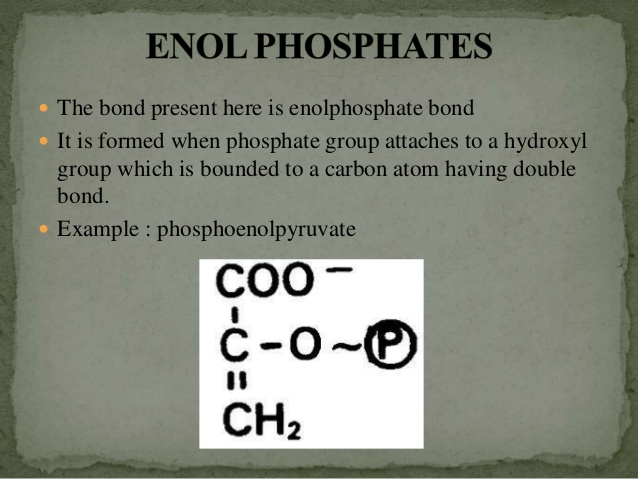 ENOL PHOSPHATES
The bond present here is enolphosphate bond
It is formed when phosphate group attaches to a hydroxyl
group which is bounded to a carbon atom having double
bond.
Example : phosphoenolpyruvate
COO⁻
C - O ~ P
CH₂